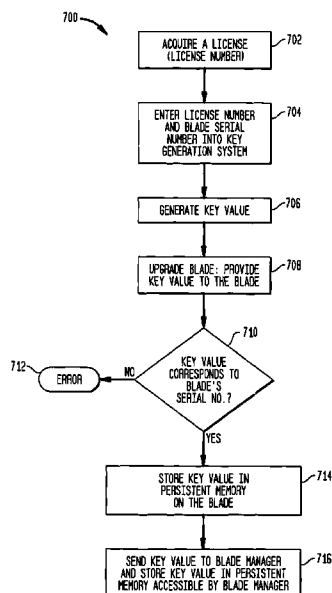 700
ACQUIRE A LICENSE
(LICENSE NUMBER)
702
ENTER LICENSE NUMBER
AND BLADE SERIAL
NUMBER INTO KEY
GENERATION SYSTEM
704
GENERATE KEY VALUE
706
UPGRADE BLADE: PROVIDE
KEY VALUE TO THE BLADE
708
710
KEY VALUE
CORRESPONDS TO
BLADE'S
SERIAL NO.?
NO
712
ERROR
YES
STORE KEY VALUE IN
PERSISTENT MEMORY
ON THE BLADE
714
SEND KEY VALUE TO BLADE MANAGER
AND STORE KEY VALUE IN PERSISTENT
MEMORY ACCESSIBLE BY BLADE MANAGER
716